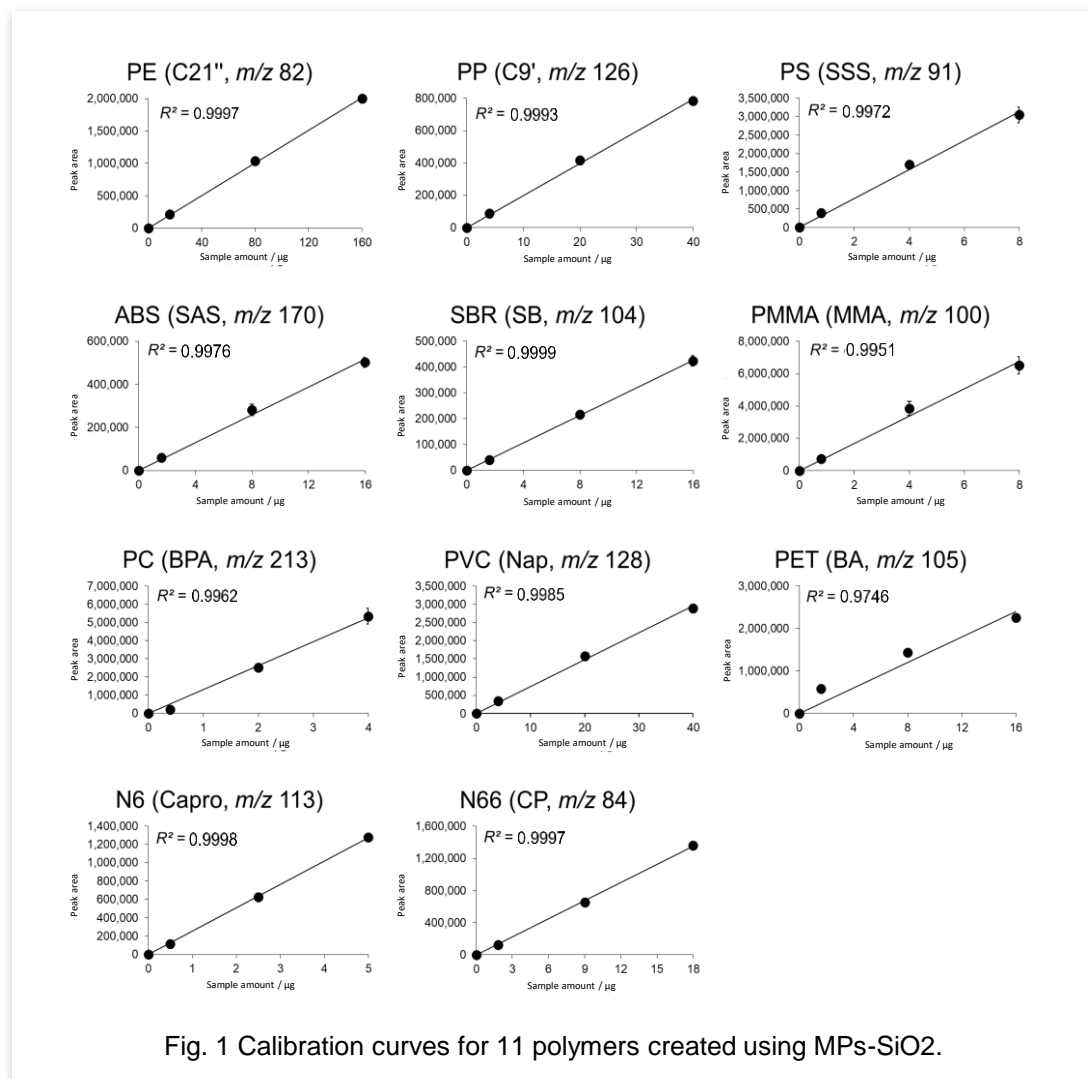 PE (C21", m/z 82)
R² = 0.9997
Peak area
2,000,000
1,500,000
1,000,000
500,000
0
0 40 80 120 160
Sample amount / μg
PP (C9', m/z 126)
R² = 0.9993
Peak area
800,000
600,000
400,000
200,000
0
0 10 20 30 40
Sample amount / μg
PS (SSS, m/z 91)
R² = 0.9972
Peak area
3,500,000
3,000,000
2,500,000
2,000,000
1,500,000
1,000,000
500,000
0
0 2 4 6 8
Sample amount / μg
ABS (SAS, m/z 170)
R² = 0.9976
Peak area
600,000
400,000
200,000
0
0 4 8 12 16
Sample amount / μg
SBR (SB, m/z 104)
R² = 0.9999
Peak area
500,000
400,000
300,000
200,000
100,000
0
0 4 8 12 16
Sample amount / μg
PMMA (MMA, m/z 100)
R² = 0.9951
Peak area
8,000,000
6,000,000
4,000,000
2,000,000
0
0 2 4 6 8
Sample amount / μg
PC (BPA, m/z 213)
R² = 0.9962
Peak area
7,000,000
6,000,000
5,000,000
4,000,000
3,000,000
2,000,000
1,000,000
0
0 1 2 3 4
Sample amount / μg
PVC (Nap, m/z 128)
R² = 0.9985
Peak area
3,500,000
3,000,000
2,500,000
2,000,000
1,500,000
1,000,000
500,000
0
0 10 20 30 40
Sample amount / μg
PET (BA, m/z 105)
R² = 0.9746
Peak area
3,000,000
2,000,000
1,000,000
0
0 4 8 12 16
Sample amount / μg
N6 (Capro, m/z 113)
R² = 0.9998
Peak area
1,400,000
1,200,000
1,000,000
800,000
600,000
400,000
200,000
0
0 1 2 3 4 5
Sample amount / μg
N66 (CP, m/z 84)
R² = 0.9997
Peak area
1,600,000
1,200,000
800,000
400,000
0
0 3 6 9 12 15 18
Sample amount / μg
Fig. 1 Calibration curves for 11 polymers created using MPs-SiO2.